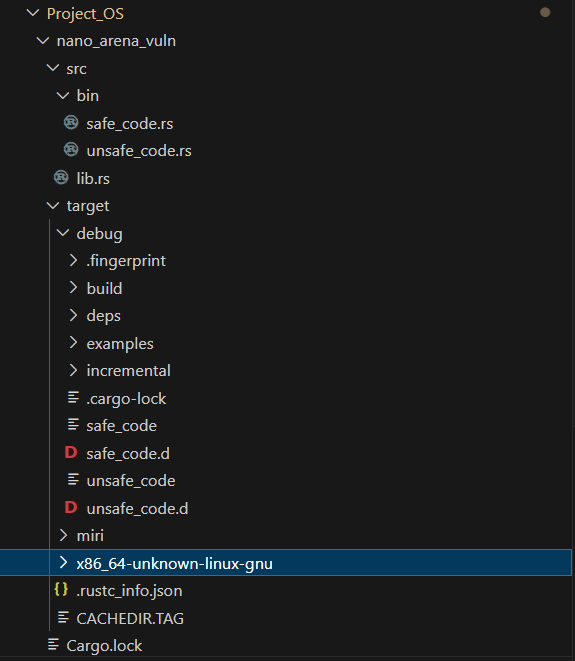 Project_OS
nano_arena_vuln
src
bin
safe_code.rs
unsafe_code.rs
lib.rs
target
debug
.fingerprint
build
deps
examples
incremental
.cargo-lock
safe_code
D safe_code.d
unsafe_code
D unsafe_code.d
miri
x86_64-unknown-linux-gnu
{} .rustc_info.json
CACHEDIR.TAG
Cargo.lock